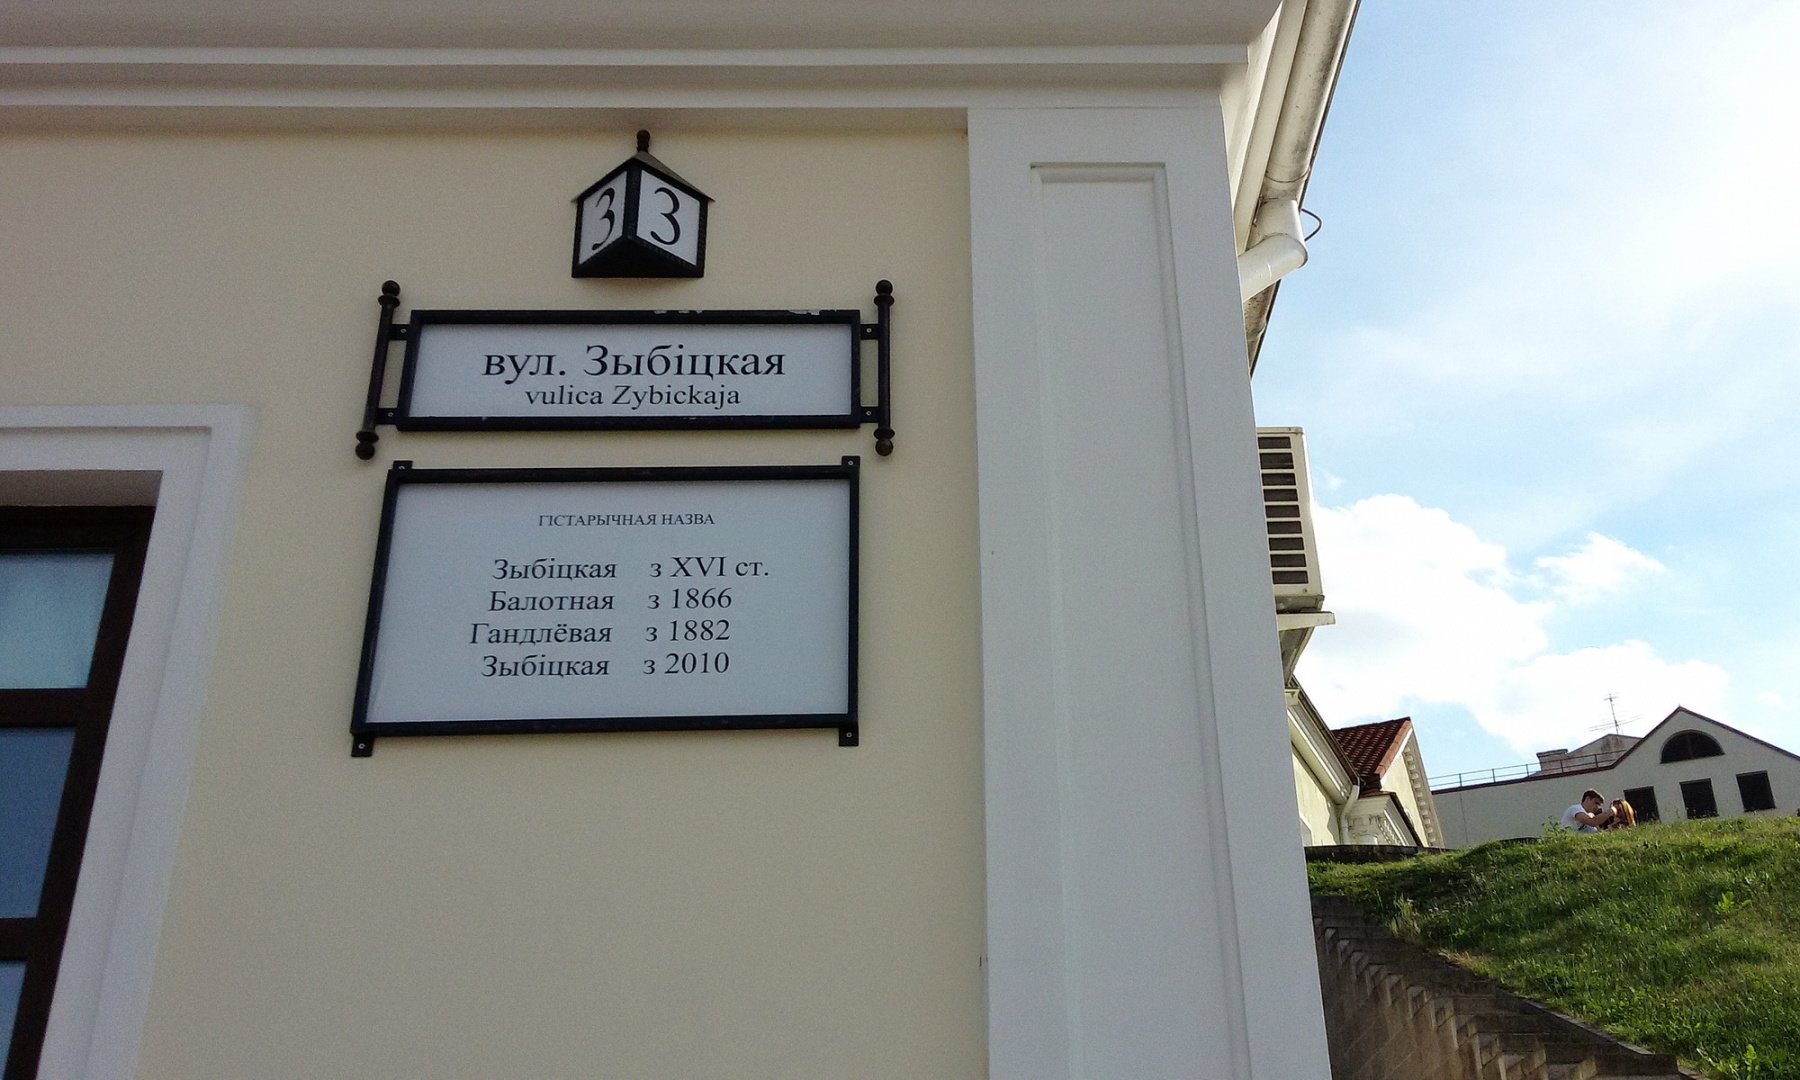 3 3
вул. Зыбіцкая
vulica Zybickaja
ГІСТАРЫЧНАЯ НАЗВА
Зыбіцкая з XVI ст.
Балотная з 1866
Гандлёвая з 1882
Зыбіцкая з 2010